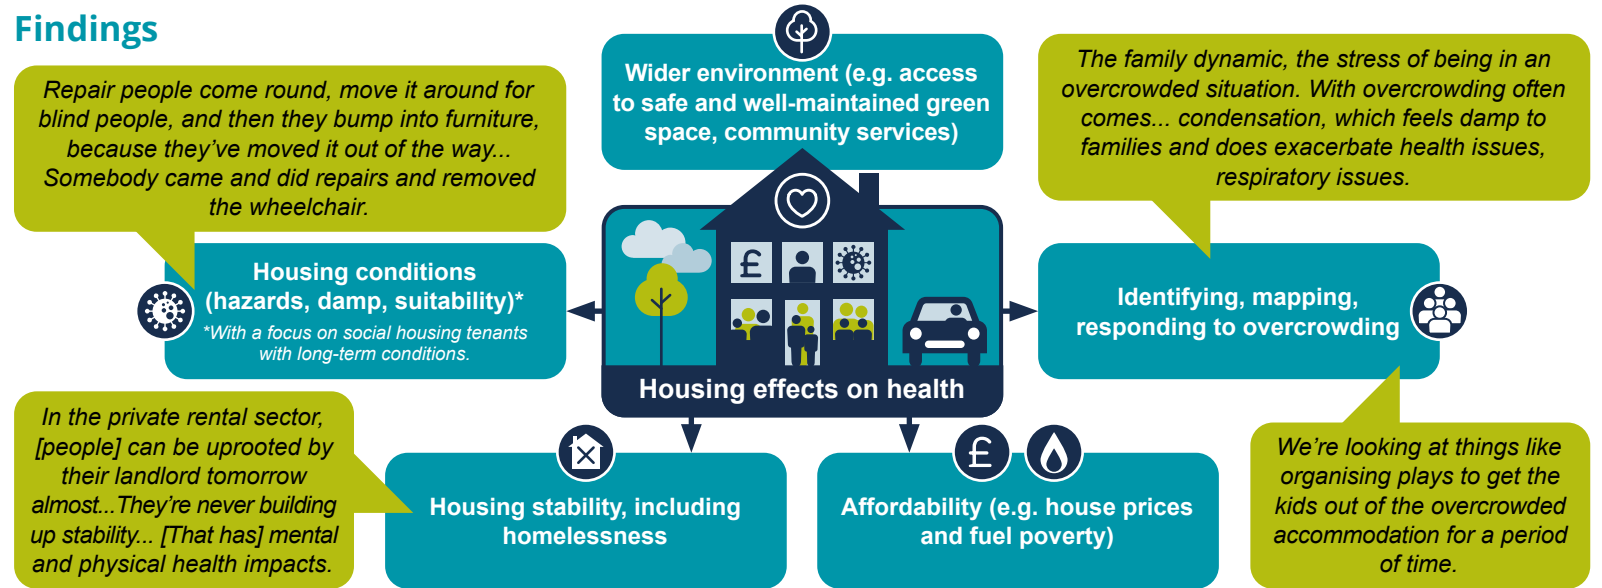 Findings
Repair people come round, move it around for
blind people, and then they bump into furniture,
because they’ve moved it out of the way...
Somebody came and did repairs and removed
the wheelchair.
Wider environment (e.g. access
to safe and well-maintained green
space, community services)
The family dynamic, the stress of being in an
overcrowded situation. With overcrowding often
comes... condensation, which feels damp to
families and does exacerbate health issues,
respiratory issues.
Housing conditions
(hazards, damp, suitability)*
*With a focus on social housing tenants
with long-term conditions.
£
Housing effects on health
Identifying, mapping,
responding to overcrowding
In the private rental sector,
[people] can be uprooted by
their landlord tomorrow
almost...They’re never building
up stability... [That has] mental
and physical health impacts.
Housing stability, including
homelessness
£
Affordability (e.g. house prices
and fuel poverty)
We’re looking at things like
organising plays to get the
kids out of the overcrowded
accommodation for a period
of time.